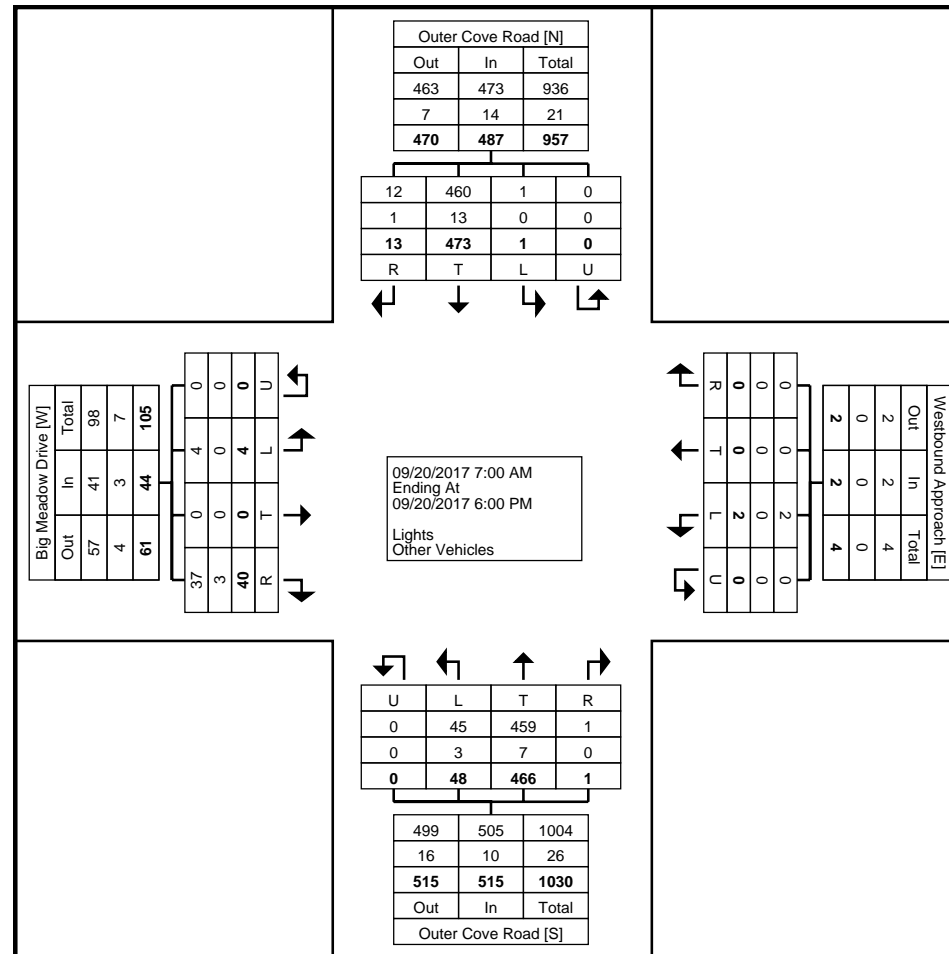 Outer Cove Road [N]
Out In Total
463 473 936
7 14 21
470 487 957
12 460 1 0
1 13 0 0
13 473 1 0
R T L U
Big Meadow Drive [W]
Total 98 7 105
In 41 3 44
Out 57 4 61
0 0 0 U
4 0 4 L
0 0 0 T
37 3 40 R
09/20/2017 7:00 AM
Ending At
09/20/2017 6:00 PM
Lights
Other Vehicles
R 0 0 0
T 0 0 0
L 2 0 2
U 0 0 0
Westbound Approach [E]
Out In Total
2 2 4
0 0 0
2 2 4
U L T R
0 45 459 1
0 3 7 0
0 48 466 1
499 505 1004
16 10 26
515 515 1030
Out In Total
Outer Cove Road [S]